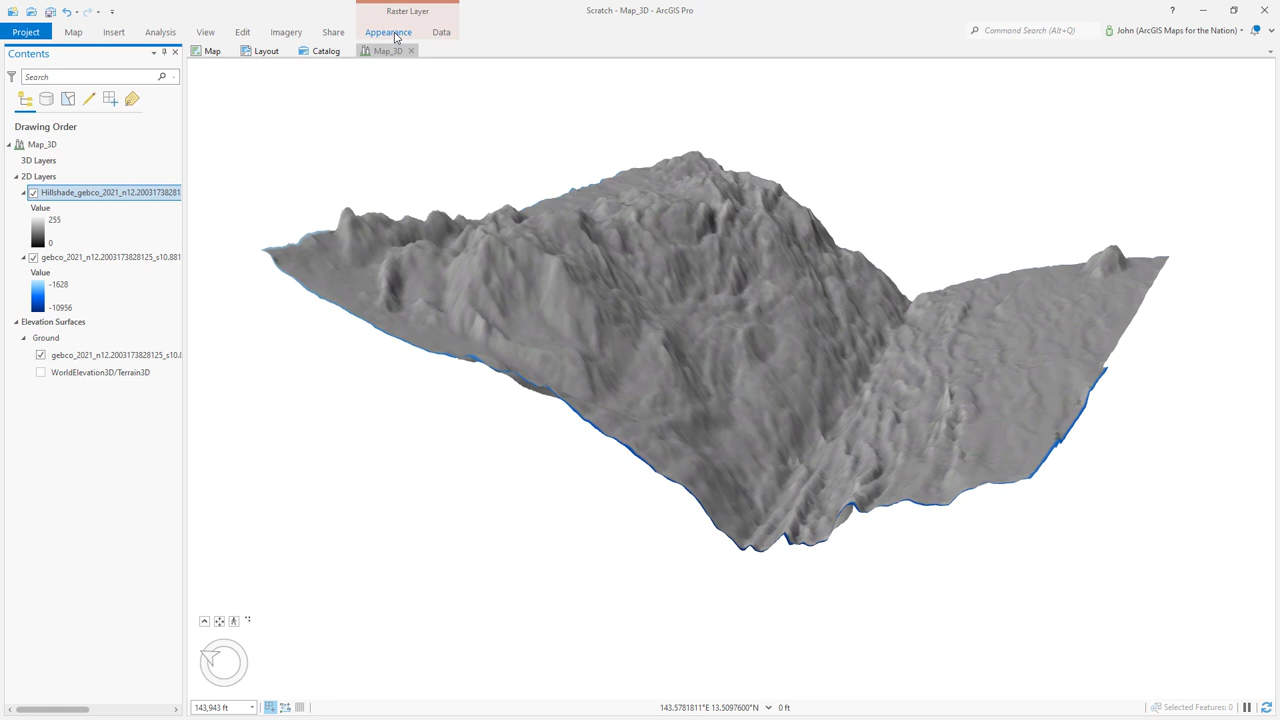 Raster Layer
Scratch - Map_3D - ArcGIS Pro
Project Map Insert Analysis View Edit Imagery Share Appearance Data
Command Search (Alt+Q)
John (ArcGIS Maps for the Nation)
Contents
Map Layout Catalog Map_3D
Search
Drawing Order
Map_3D
3D Layers
2D Layers
Hillshade_gebco_2021_n12.20031738281
Value
255
0
gebco_2021_n12.2003173828125_s10.881
Value
-1628
-10956
Elevation Surfaces
Ground
gebco_2021_n12.2003173828125_s10.8
WorldElevation3D/Terrain3D
143,943 ft
143.5781811°E 13.5097600°N
0 ft
Selected Features: 0